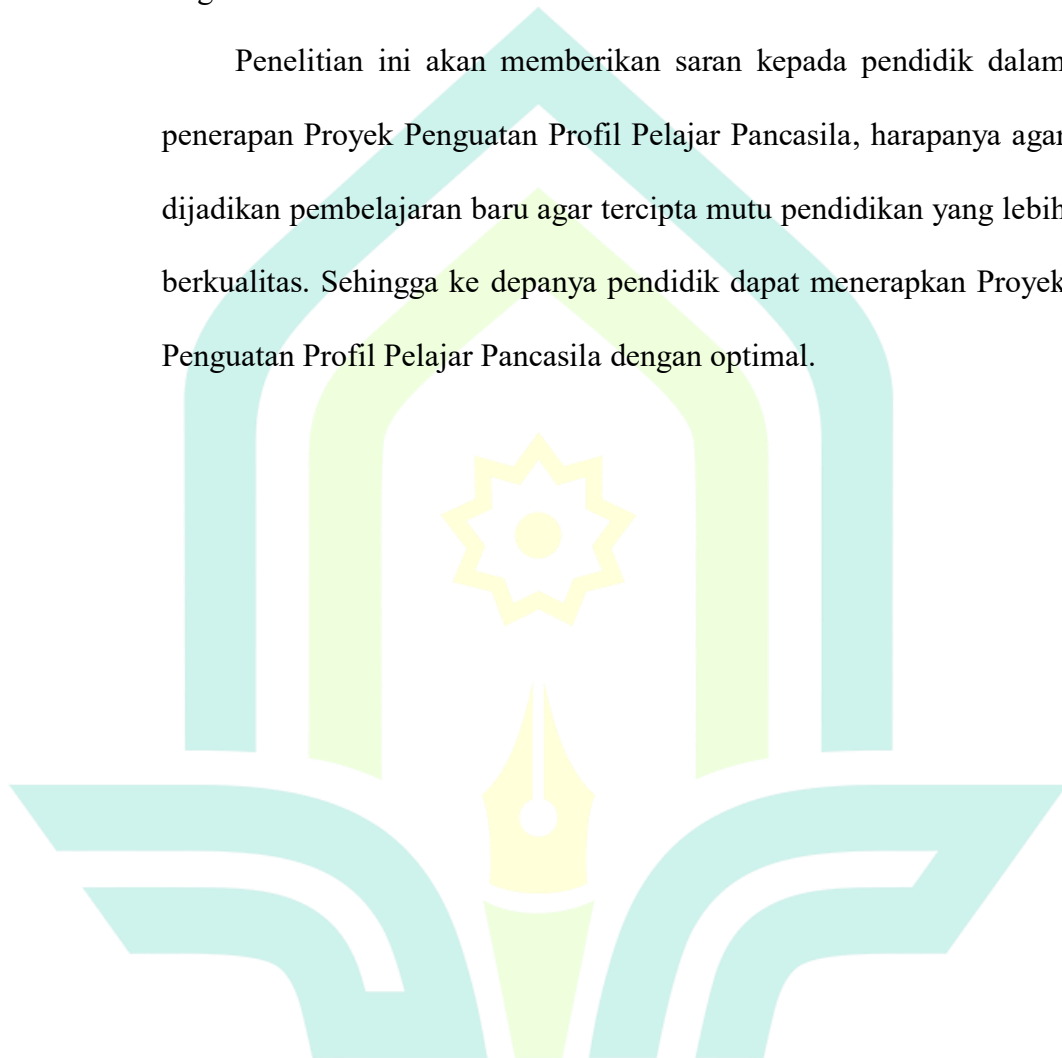 Penelitian ini akan memberikan saran kepada pendidik dalam
penerapan Proyek Penguatan Profil Pelajar Pancasila, harapanya agar
dijadikan pembelajaran baru agar tercipta mutu pendidikan yang lebih
berkualitas. Sehingga ke depanya pendidik dapat menerapkan Proyek
Penguatan Profil Pelajar Pancasila dengan optimal.